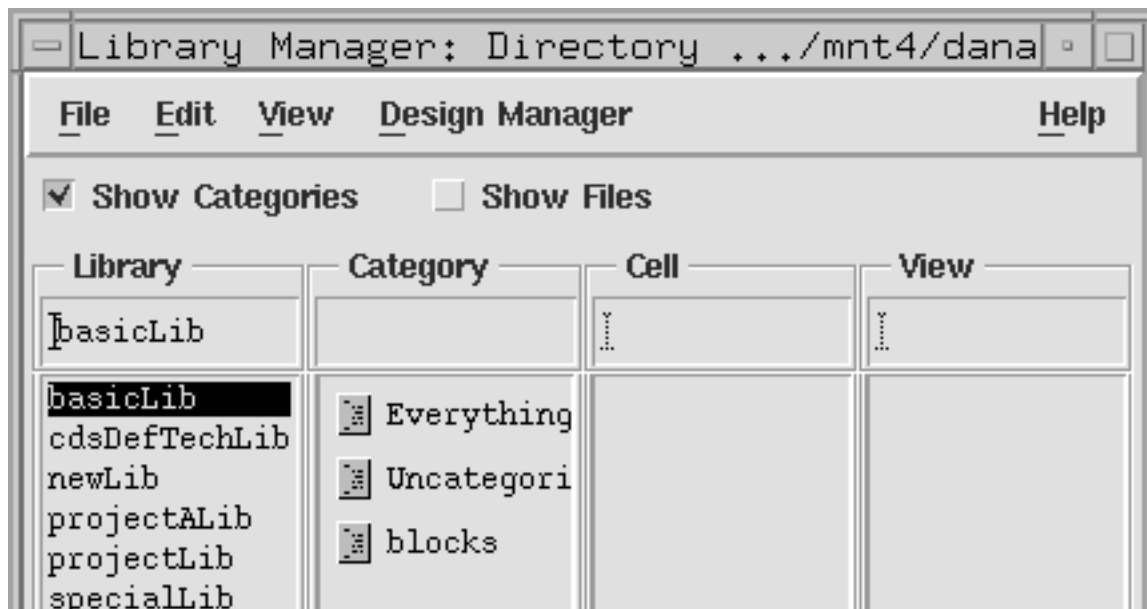 Library Manager: Directory .../mnt4/dana
File Edit View Design Manager Help
Show Categories Show Files
Library Category Cell View
basicLib
basicLib
cdsDefTechLib
newLib
projectALib
projectLib
specialLib
Everything
Uncategori
blocks